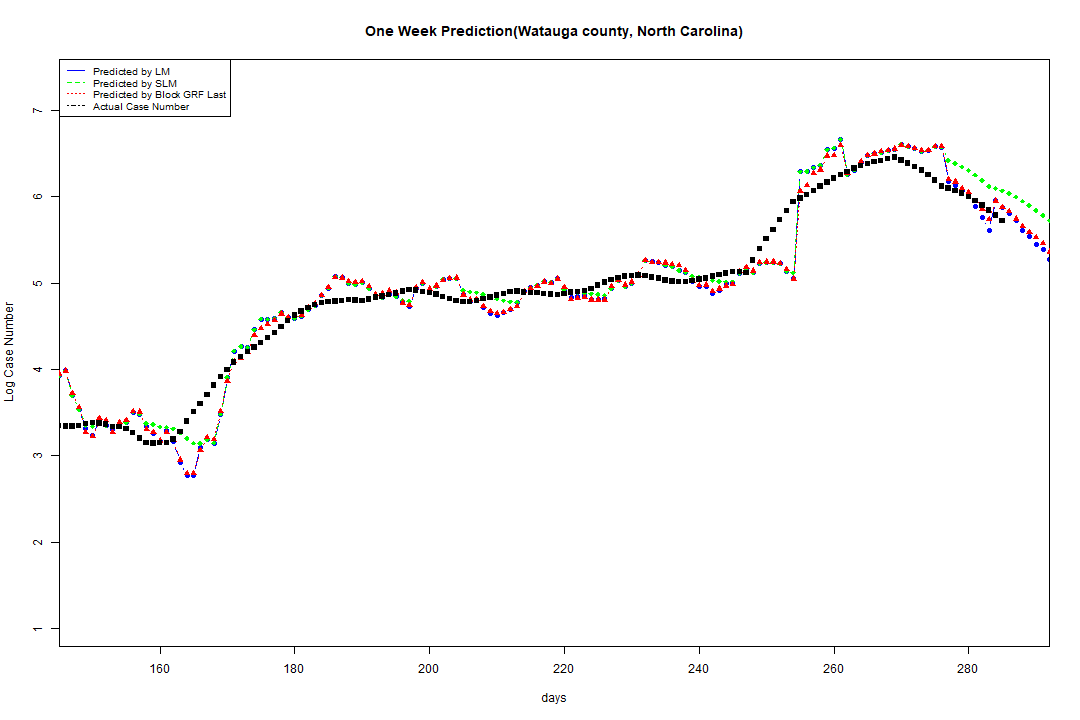 One Week Prediction(Watauga county, North Carolina)
Predicted by LM
Predicted by SLM
Predicted by Block GRF Last
Actual Case Number
7
6
5
4
3
2
1
Log Case Number
160 180 200 220 240 260 280
days